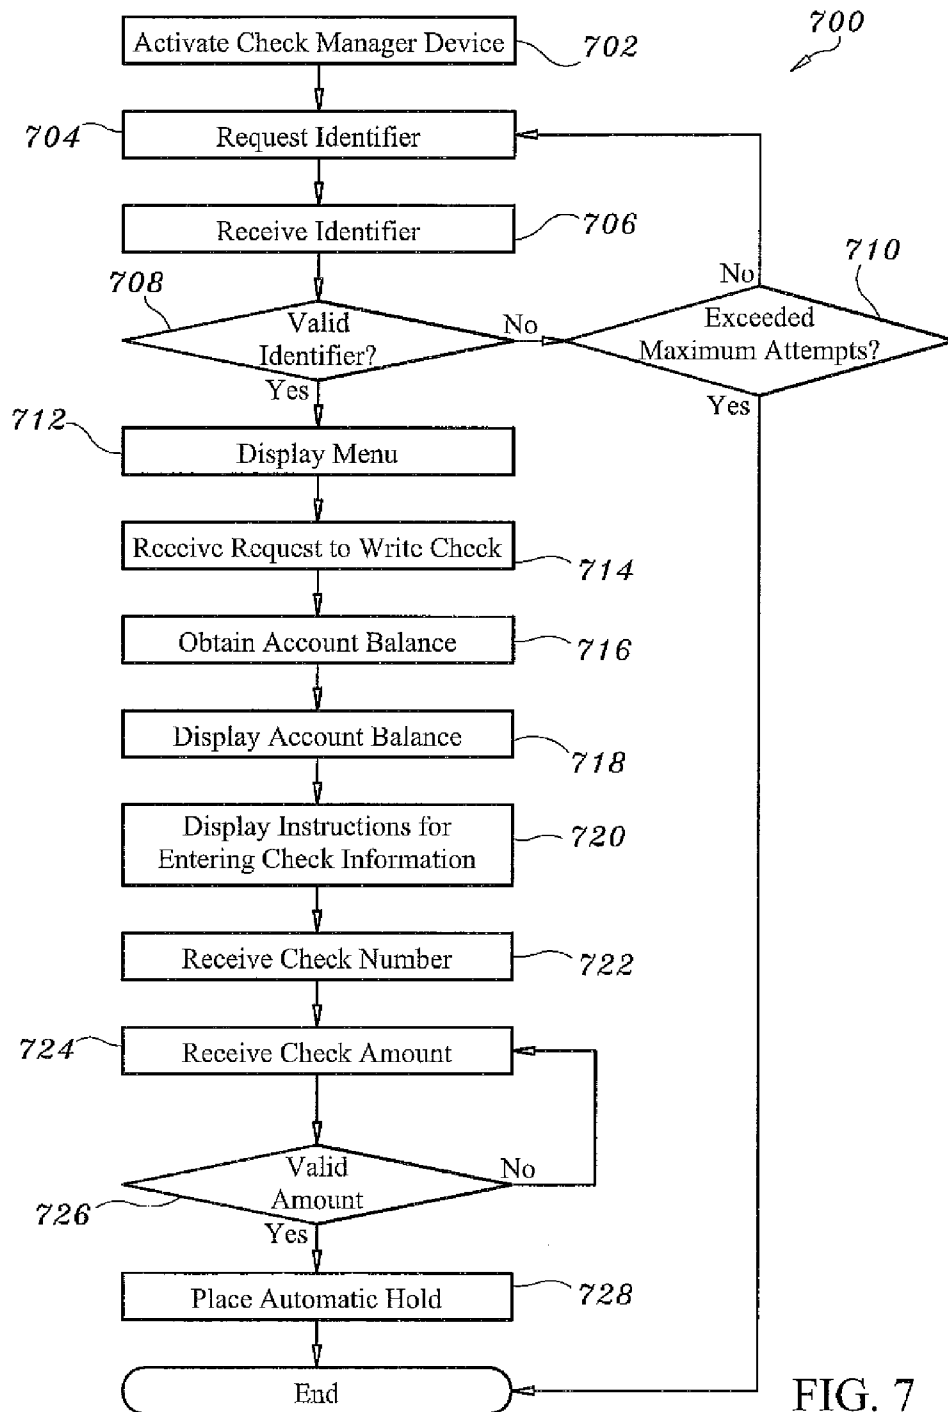 Activate Check Manager Device
702
700
704
Request Identifier
Receive Identifier
706
708
Valid
Identifier?
No
Yes
No
710
Exceeded
Maximum Attempts?
Yes
712
Display Menu
Receive Request to Write Check
714
Obtain Account Balance
716
Display Account Balance
718
Display Instructions for
Entering Check Information
720
Receive Check Number
722
724
Receive Check Amount
Valid
Amount
No
726
Yes
Place Automatic Hold
728
End
FIG. 7